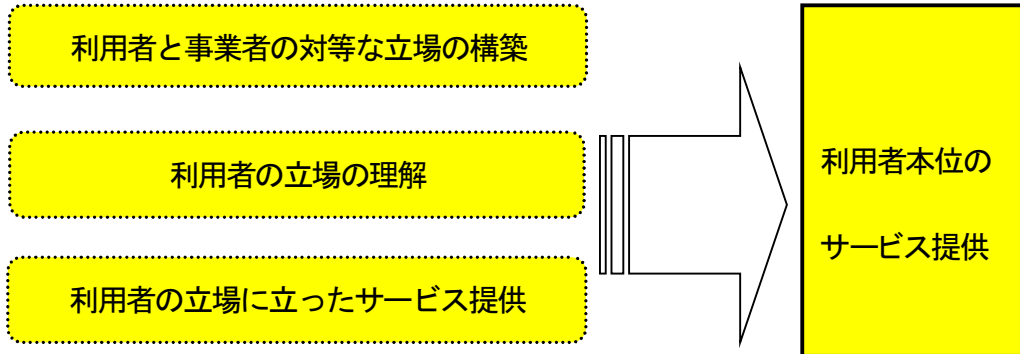 利用者と事業者の対等な立場の構築
利用者の立場の理解
利用者の立場に立ったサービス提供
利用者本位の
サービス提供